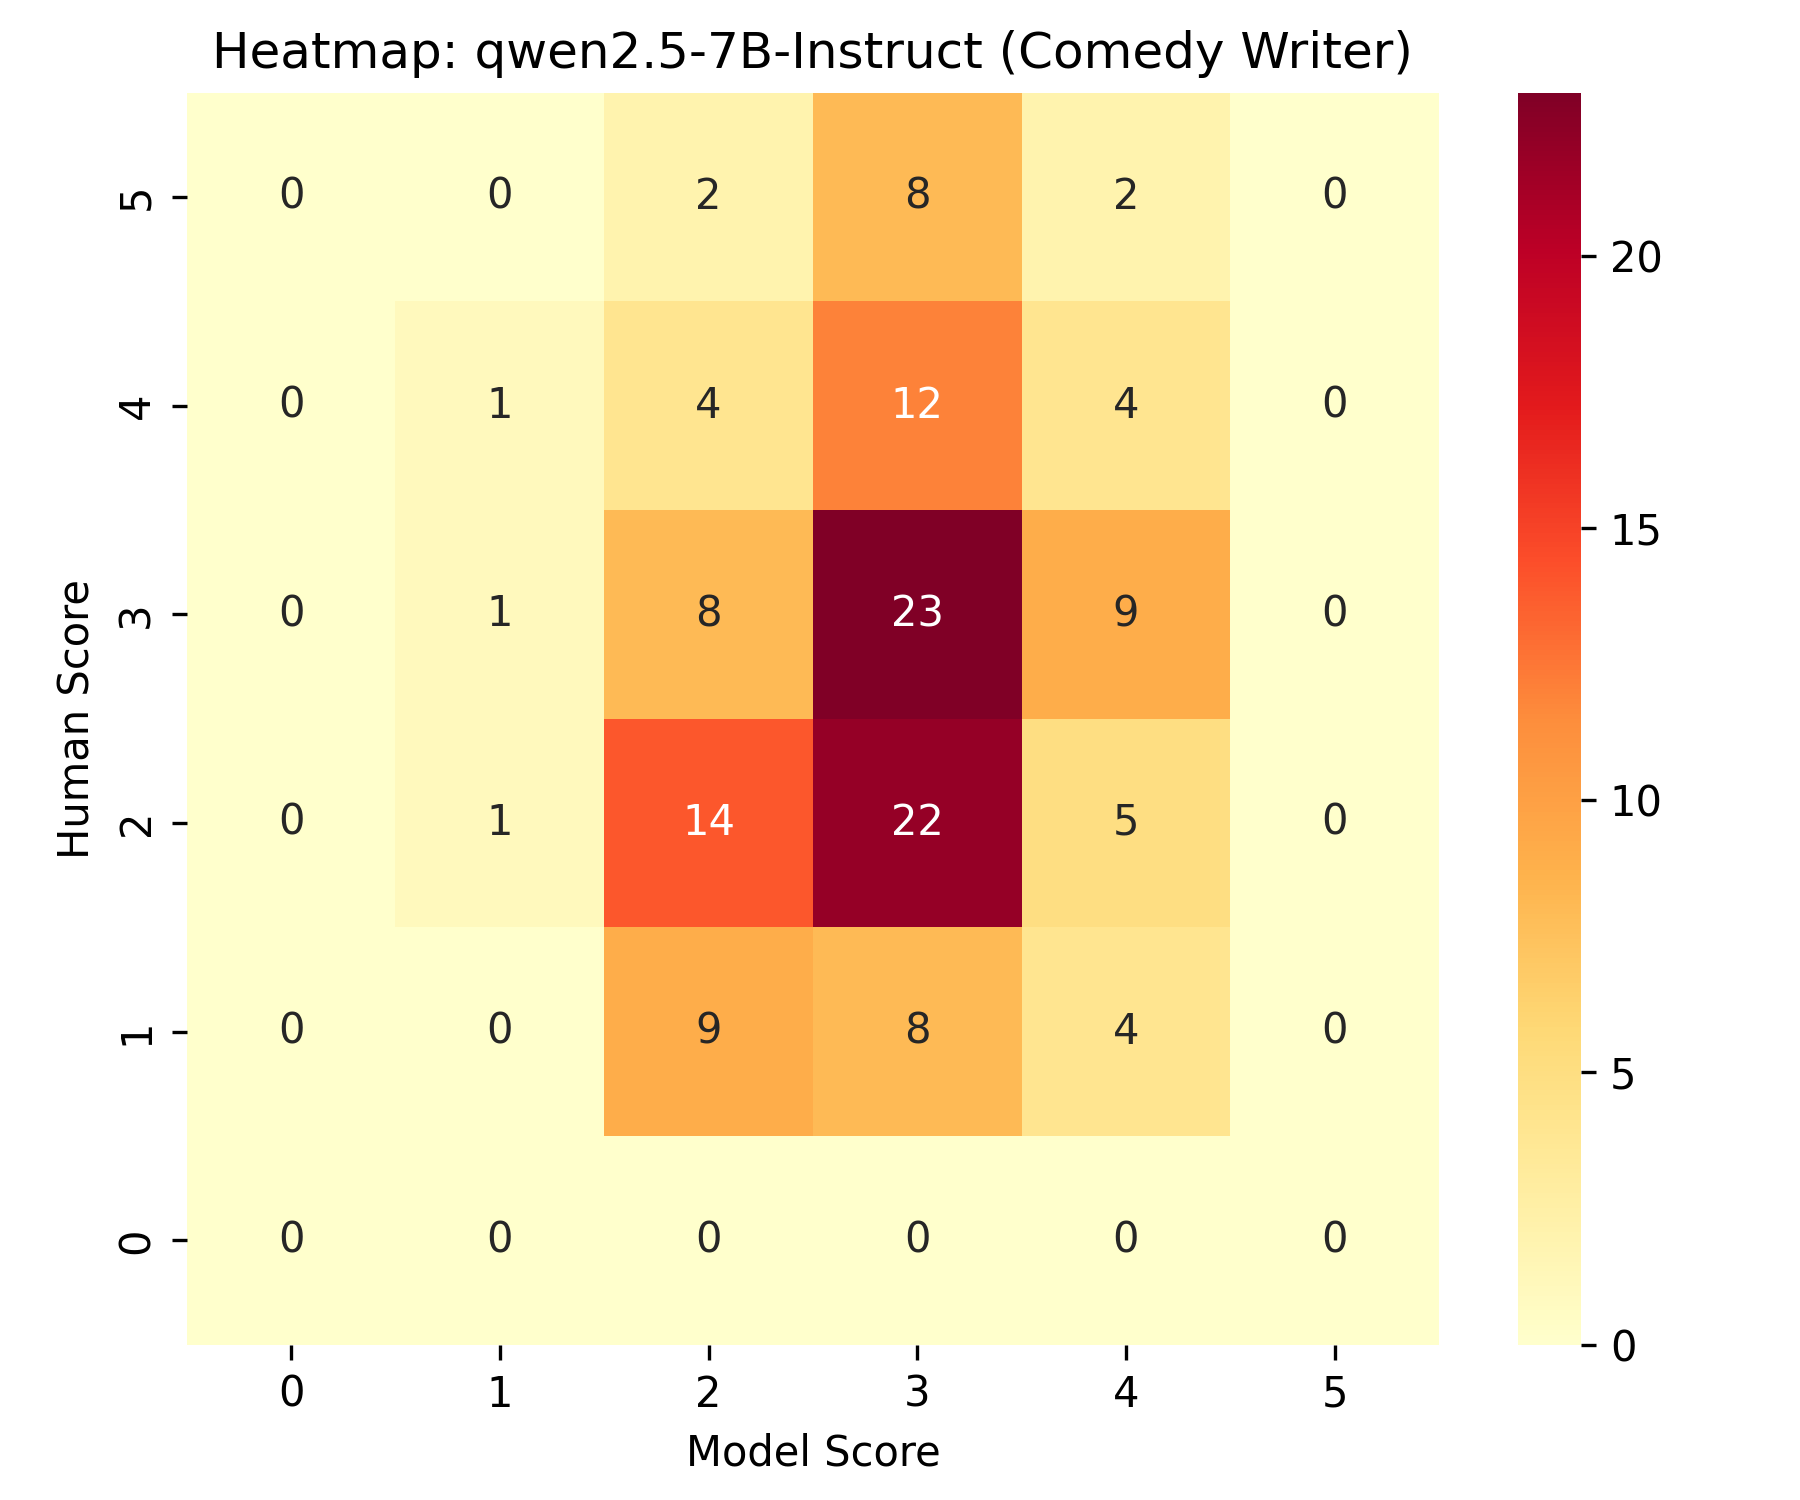 Heatmap: qwen2.5-7B-Instruct (Comedy Writer)
5 0 0 2 8 2 0
4 0 1 4 12 4 0
3 0 1 8 23 9 0
2 0 1 14 22 5 0
1 0 0 9 8 4 0
0 0 0 0 0 0 0
0 1 2 3 4 5
Model Score
Human Score
20
15
10
5
0